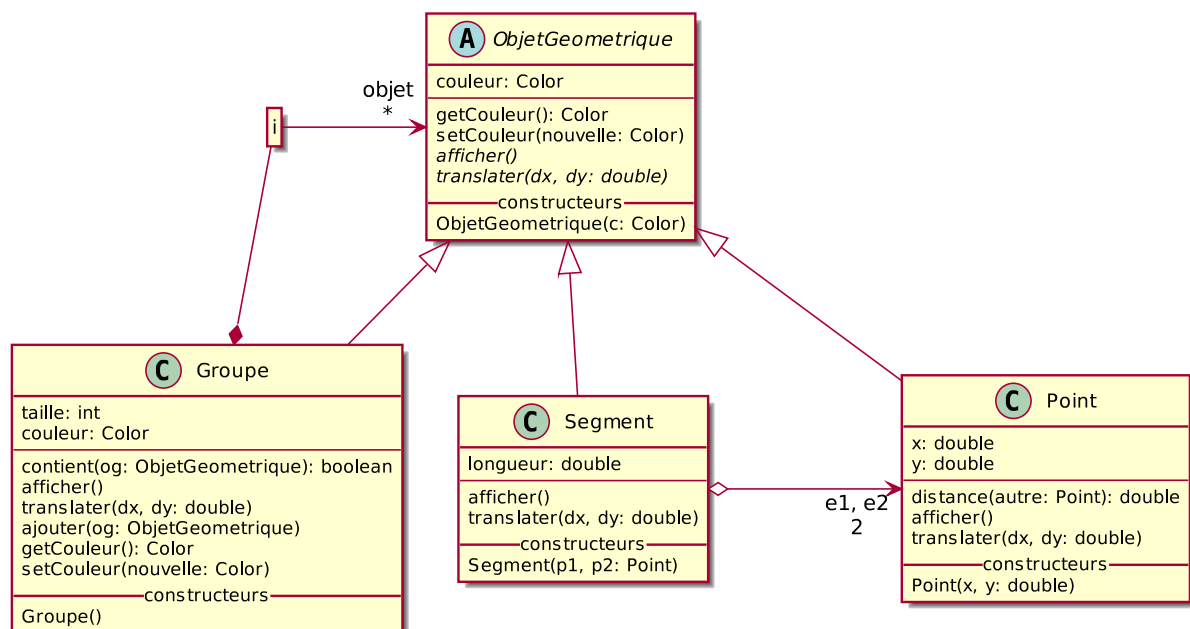 A ObjetGeometrique
couleur: Color
getCouleur(): Color
setCouleur(nouvelle: Color)
afficher()
translater(dx, dy: double)
constructeurs
ObjetGeometrique(c: Color)
objet
*
i
C Groupe
taille: int
couleur: Color
contient(og: ObjetGeometrique): boolean
afficher()
translater(dx, dy: double)
ajouter(og: ObjetGeometrique)
getCouleur(): Color
setCouleur(nouvelle: Color)
constructeurs
Groupe()
C Segment
longueur: double
afficher()
translater(dx, dy: double)
constructeurs
Segment(p1, p2: Point)
e1, e2
2
C Point
x: double
y: double
distance(autre: Point): double
afficher()
translater(dx, dy: double)
constructeurs
Point(x, y: double)